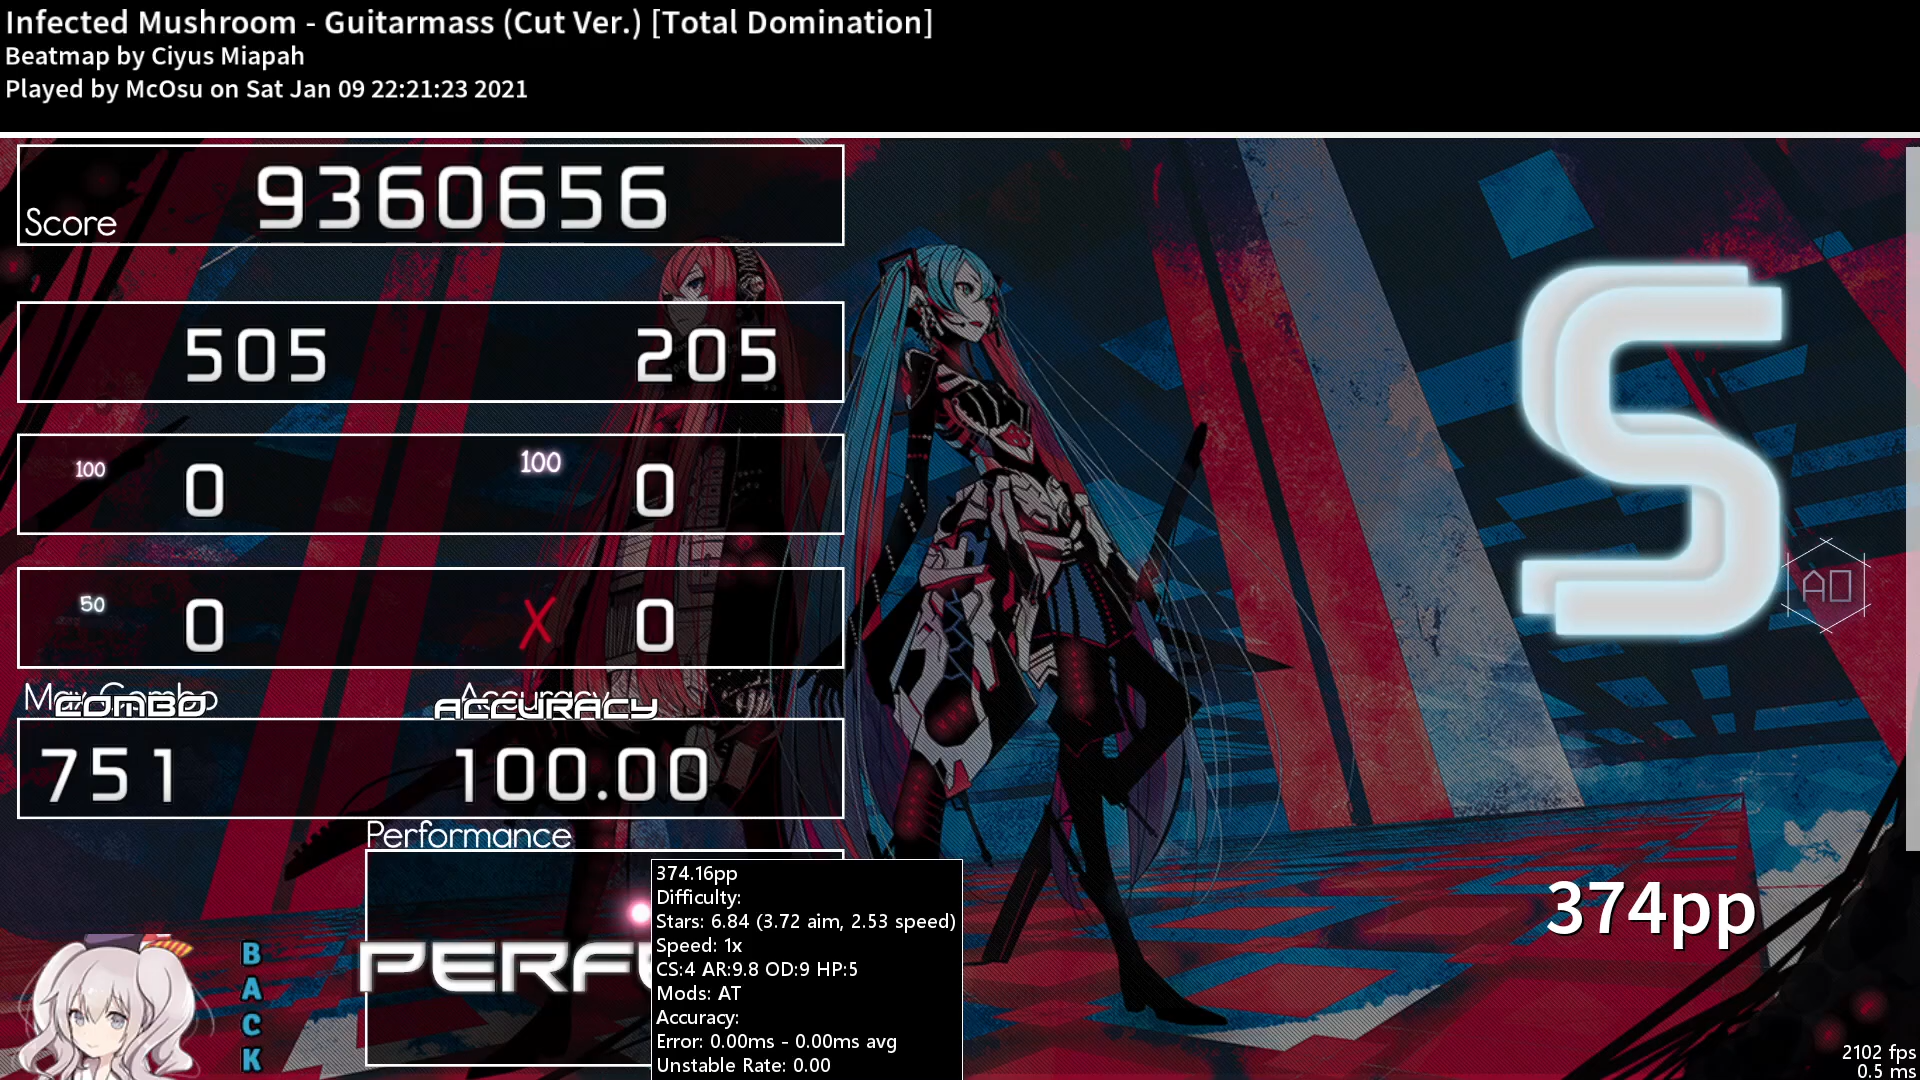 Infected Mushroom - Guitarmass (Cut Ver.) [Total Domination]
Beatmap by Ciyus Miapah
Played by McOsu on Sat Jan 09 22:21:23 2021
Score 9360656
505 205
100 0 100 0
50 0 X 0
Max Combo COMBO Accuracy ACCURACY
751 100.00
Performance
374.16pp
Difficulty:
Stars: 6.84 (3.72 aim, 2.53 speed)
Speed: 1x
CS:4 AR:9.8 OD:9 HP:5
Mods: AT
Accuracy:
Error: 0.00ms - 0.00ms avg
Unstable Rate: 0.00
S
374pp
BACK
2102 fps
0.5 ms